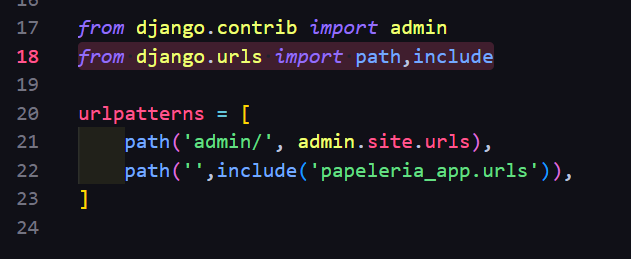 16
17 from django.contrib import admin
18 from django.urls import path,include
19
20 urlpatterns = [
21     path('admin/', admin.site.urls),
22     path('',include('papeleria_app.urls')),
23 ]
24